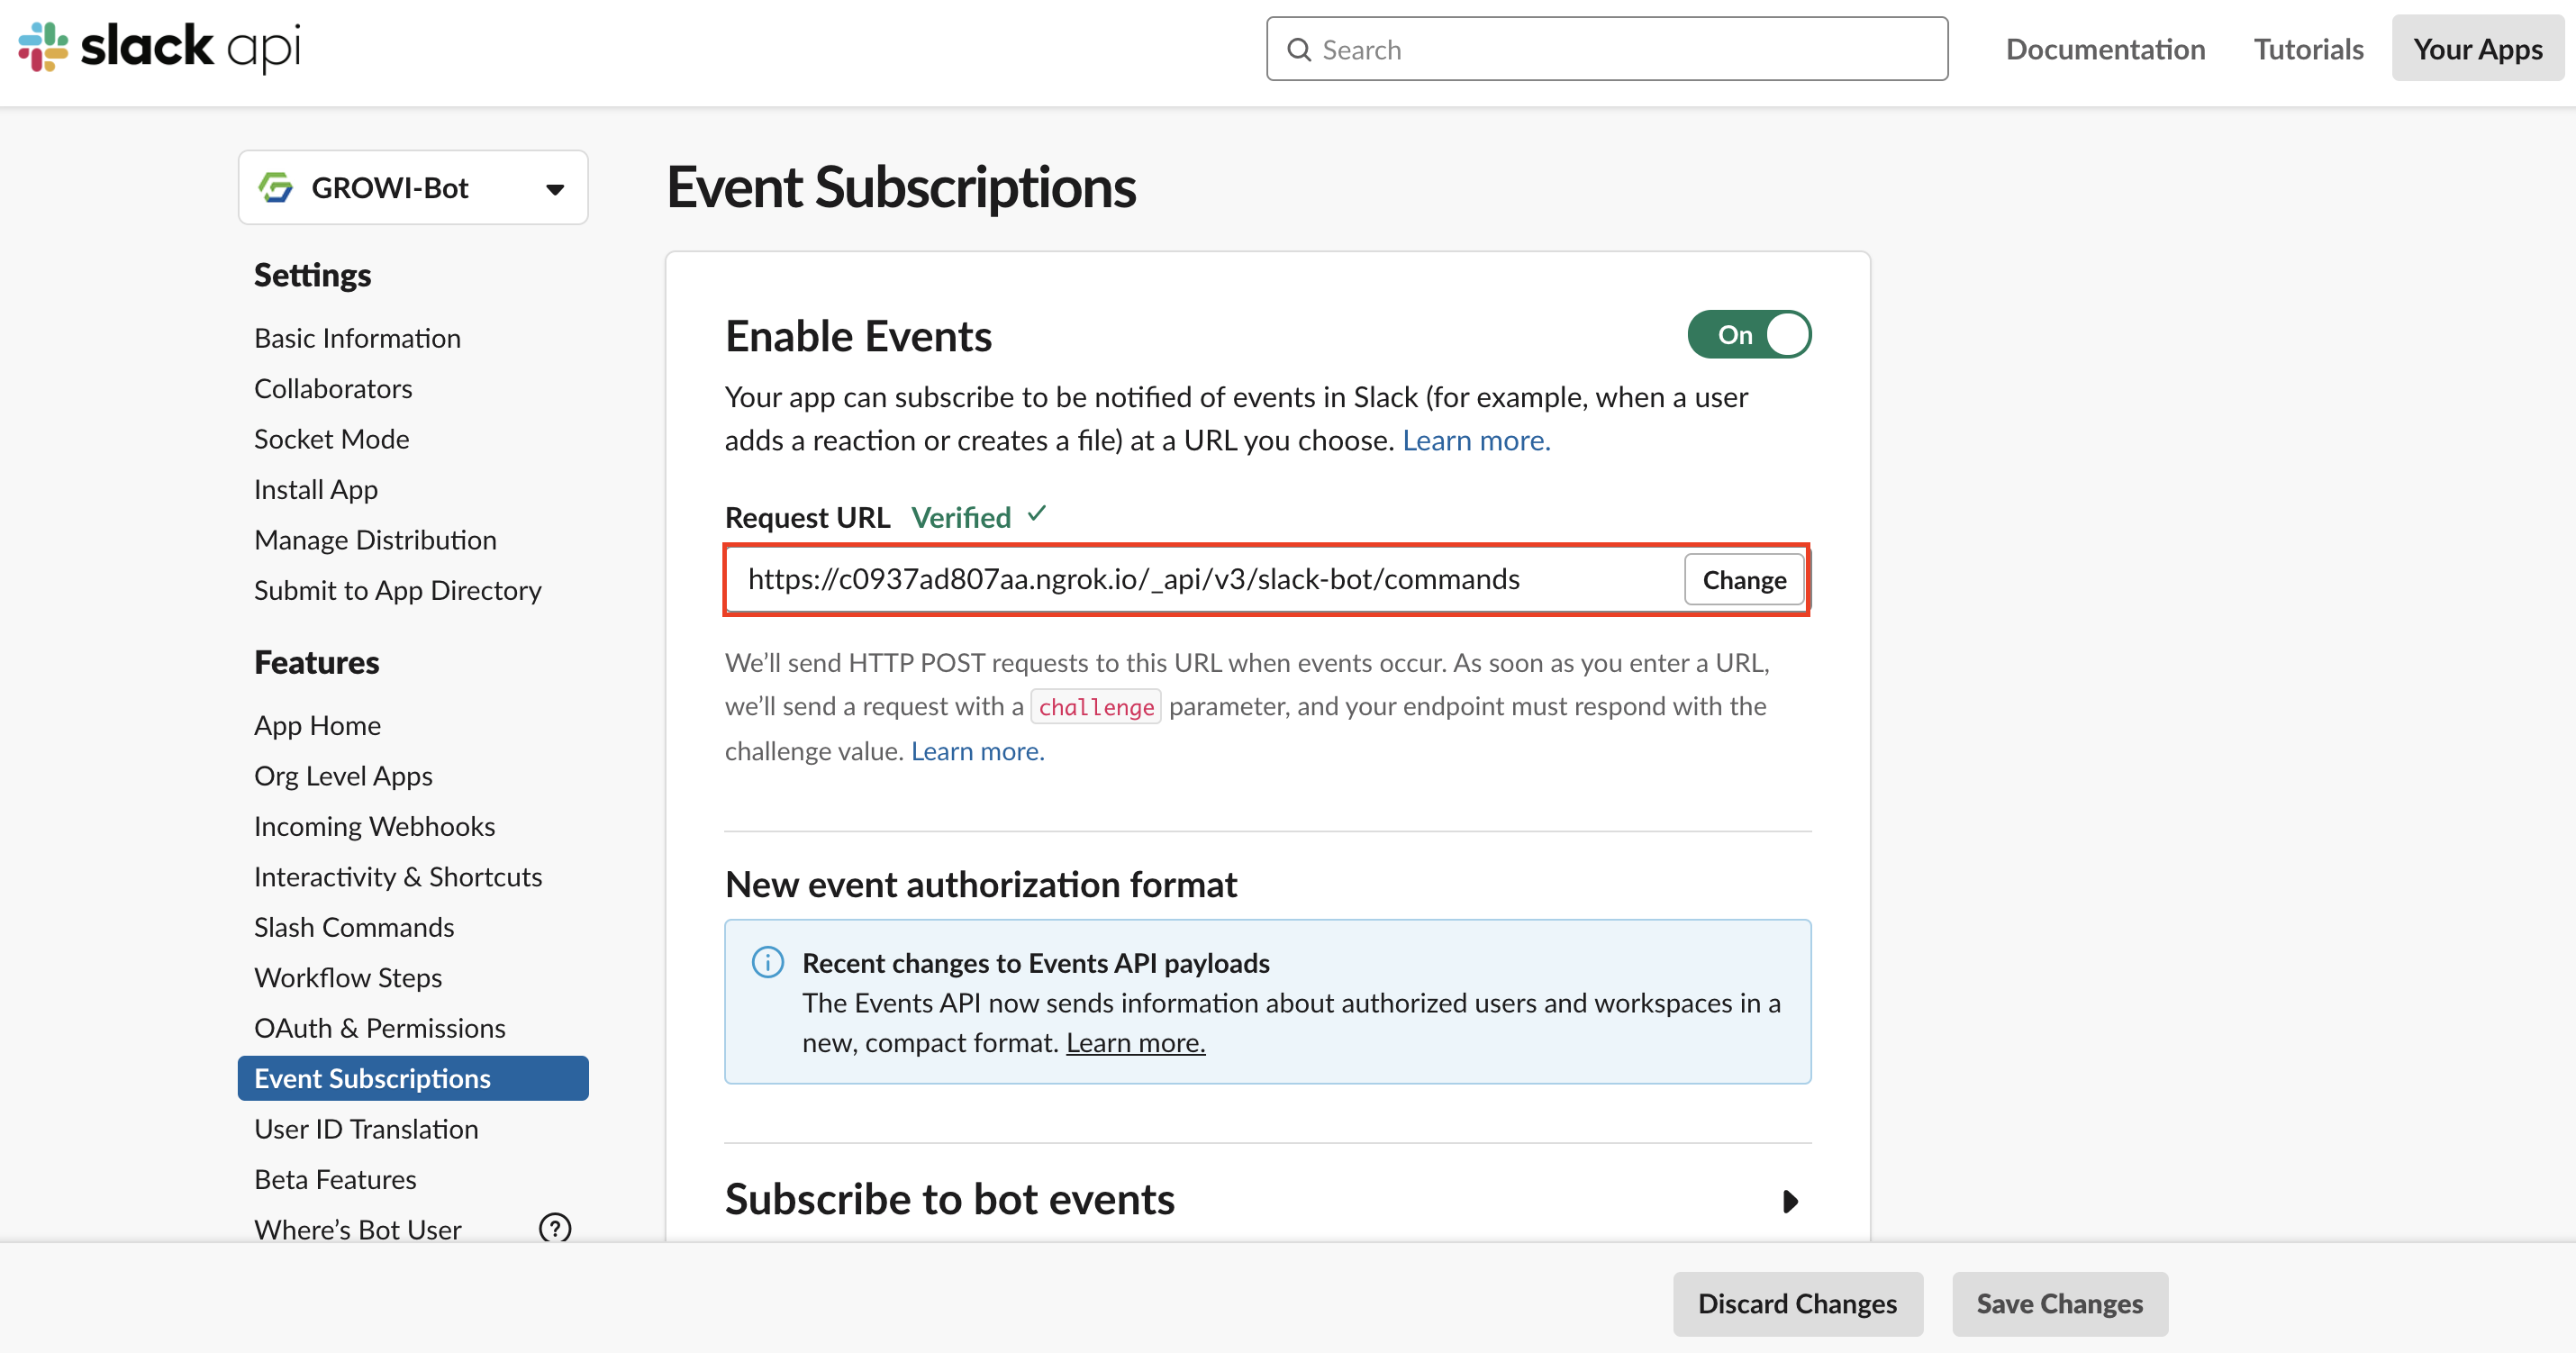 slack api
Search
Documentation
Tutorials
Your Apps
GROWI-Bot
Settings
Basic Information
Collaborators
Socket Mode
Install App
Manage Distribution
Submit to App Directory
Features
App Home
Org Level Apps
Incoming Webhooks
Interactivity & Shortcuts
Slash Commands
Workflow Steps
OAuth & Permissions
Event Subscriptions
User ID Translation
Beta Features
Where’s Bot User
?
Event Subscriptions
Enable Events
On
Your app can subscribe to be notified of events in Slack (for example, when a user
adds a reaction or creates a file) at a URL you choose. Learn more.
Request URL Verified ✓
https://c0937ad807aa.ngrok.io/_api/v3/slack-bot/commands
Change
We’ll send HTTP POST requests to this URL when events occur. As soon as you enter a URL,
we’ll send a request with a challenge parameter, and your endpoint must respond with the
challenge value. Learn more.
New event authorization format
Recent changes to Events API payloads
The Events API now sends information about authorized users and workspaces in a
new, compact format. Learn more.
Subscribe to bot events
Discard Changes
Save Changes